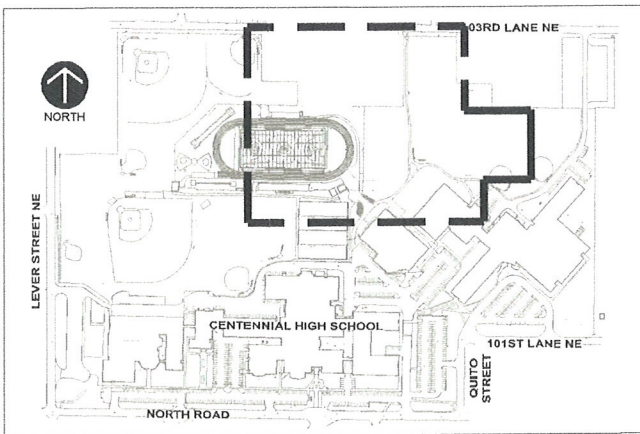 03RD LANE NE
NORTH
LEVER STREET NE
CENTENNIAL HIGH SCHOOL
101ST LANE NE
QUITO
STREET
NORTH ROAD